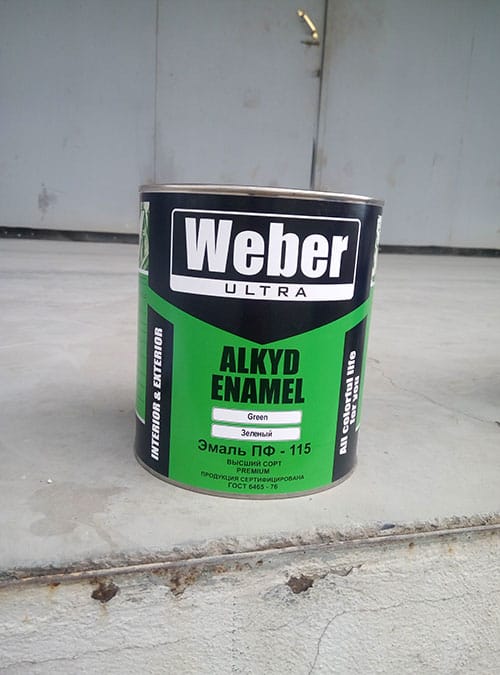 Weber
ULTRA
ALKYD
ENAMEL
Green
Зеленый
Эмаль ПФ - 115
ВЫСШИЙ СОРТ
PREMIUM
ПРОДУКЦИЯ СЕРТИФИЦИРОВАНА
ГОСТ 6465 - 76
INTERIOR & EXTERIOR
All colorful life
for you